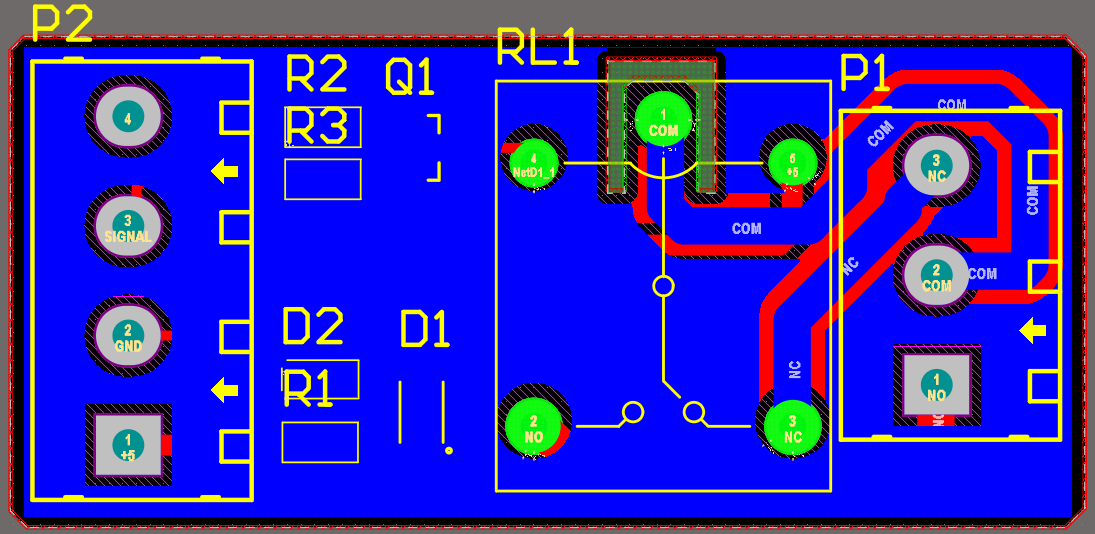 P2
RL1
R2
Q1
P1
R3
4
3
SIGNAL
2
GND
1
+5
D2
D1
R1
1
COM
4
NetD1_1
6
+5
2
NO
3
NC
COM
NC
NC
COM
COM
COM
COM
3
NC
2
COM
1
NO
NO